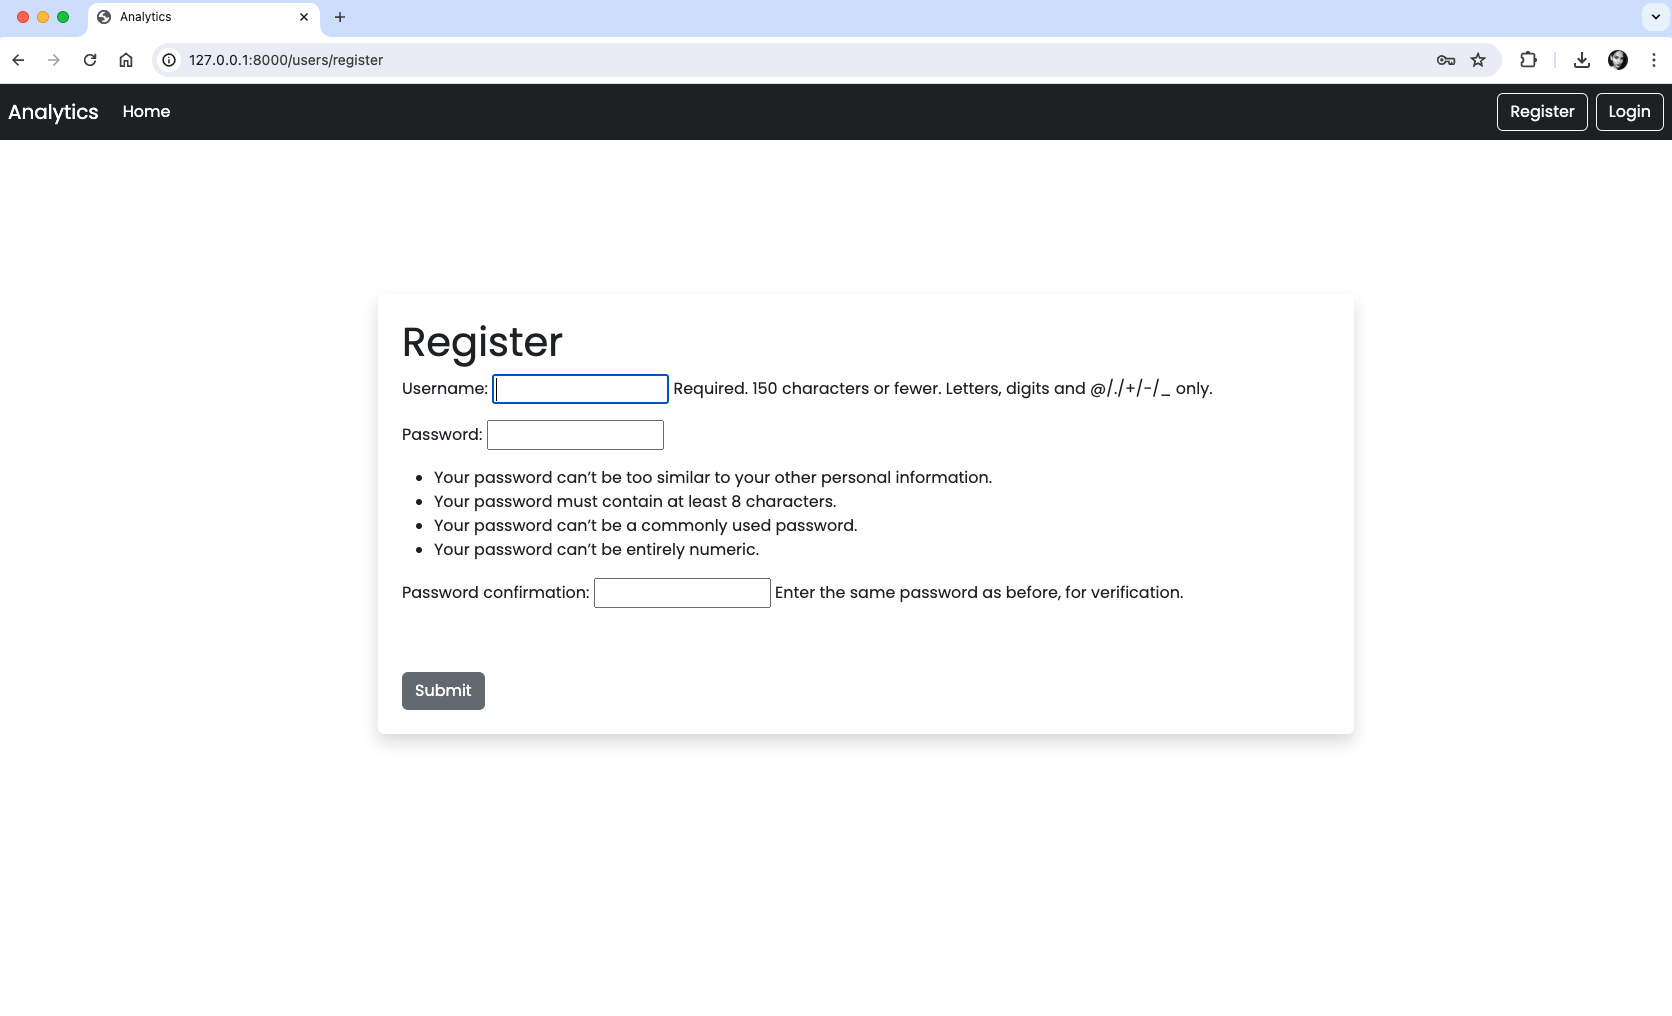 Analytics
127.0.0.1:8000/users/register
Analytics Home Register Login
Register
Username: Required. 150 characters or fewer. Letters, digits and @/./+/-/_ only.
Password:
Your password can’t be too similar to your other personal information.
Your password must contain at least 8 characters.
Your password can’t be a commonly used password.
Your password can’t be entirely numeric.
Password confirmation: Enter the same password as before, for verification.
Submit